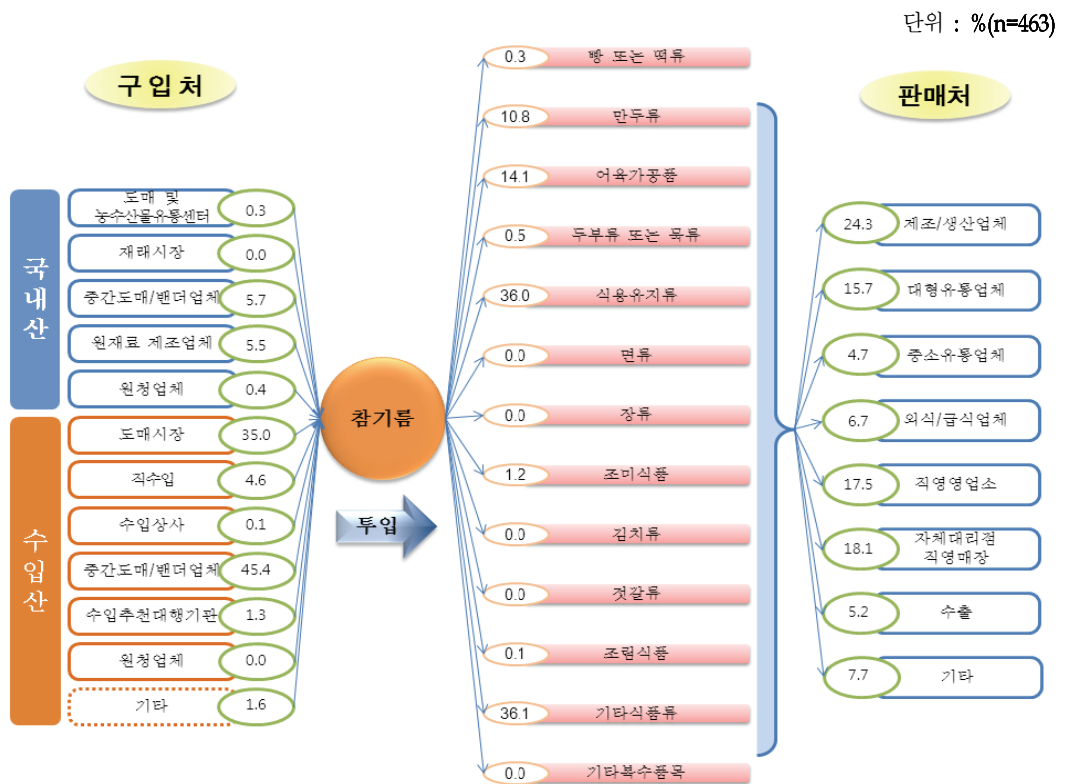 단위 : %(n=463)
구 입 처
판매처
국내산
도매 및
농수산물유통센터
0.3
재래시장
0.0
중간도매/밴더업체
5.7
원재료 제조업체
5.5
원청업체
0.4
수입산
도매시장
35.0
직수입
4.6
수입상사
0.1
중간도매/밴더업체
45.4
수입추천대행기관
1.3
원청업체
0.0
기타
1.6
참기름
투입
0.3
빵 또는 떡류
10.8
만두류
14.1
어육가공품
0.5
두부류 또는 묵류
36.0
식용유지류
0.0
면류
0.0
장류
1.2
조미식품
0.0
김치류
0.0
젓갈류
0.1
조림식품
36.1
기타식품류
0.0
기타복수품목
24.3
제조/생산업체
15.7
대형유통업체
4.7
중소유통업체
6.7
외식/급식업체
17.5
직영영업소
18.1
자체대리점
직영매장
5.2
수출
7.7
기타